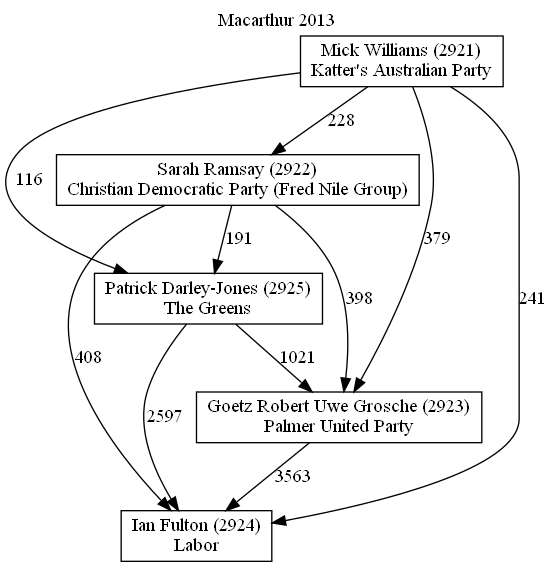 Macarthur 2013
Mick Williams (2921)
Katter's Australian Party
228
Sarah Ramsay (2922)
Christian Democratic Party (Fred Nile Group)
116
191
379
Patrick Darley-Jones (2925)
The Greens
398
241
408
1021
Goetz Robert Uwe Grosche (2923)
Palmer United Party
2597
3563
Ian Fulton (2924)
Labor